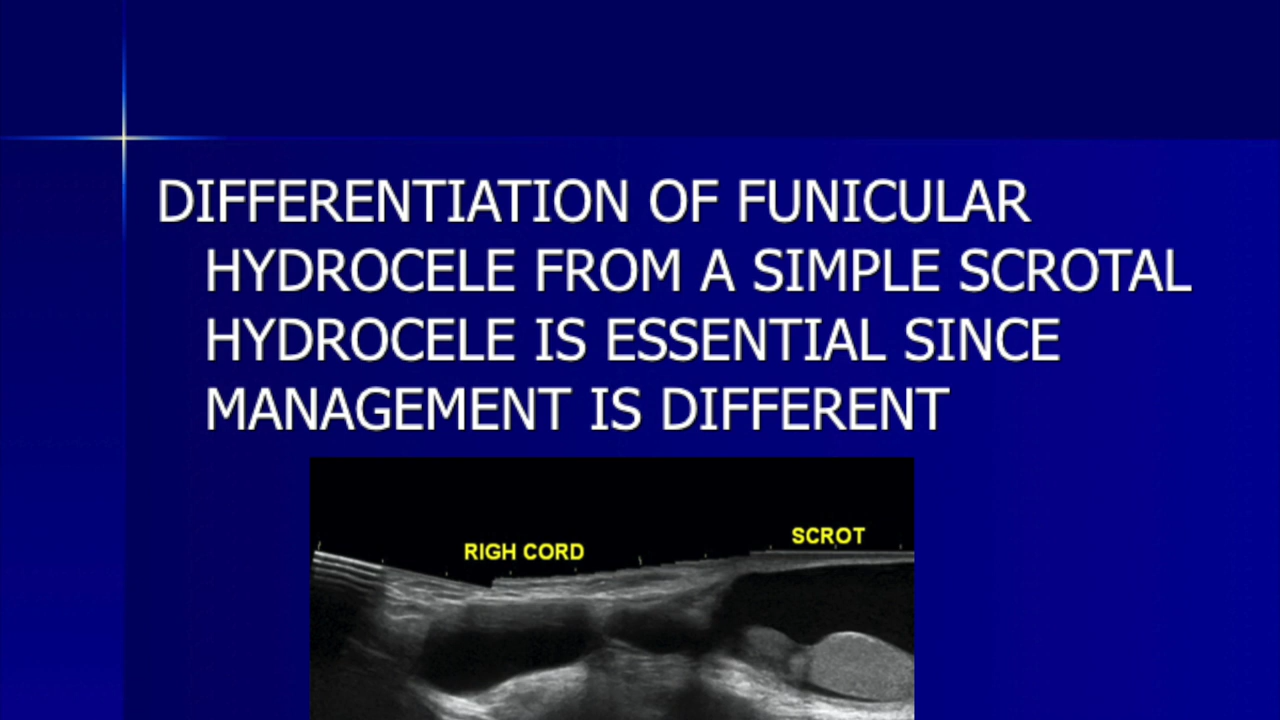 DIFFERENTIATION OF FUNICULAR
HYDROCELE FROM A SIMPLE SCROTAL
HYDROCELE IS ESSENTIAL SINCE
MANAGEMENT IS DIFFERENT
SCROT
RIGH CORD